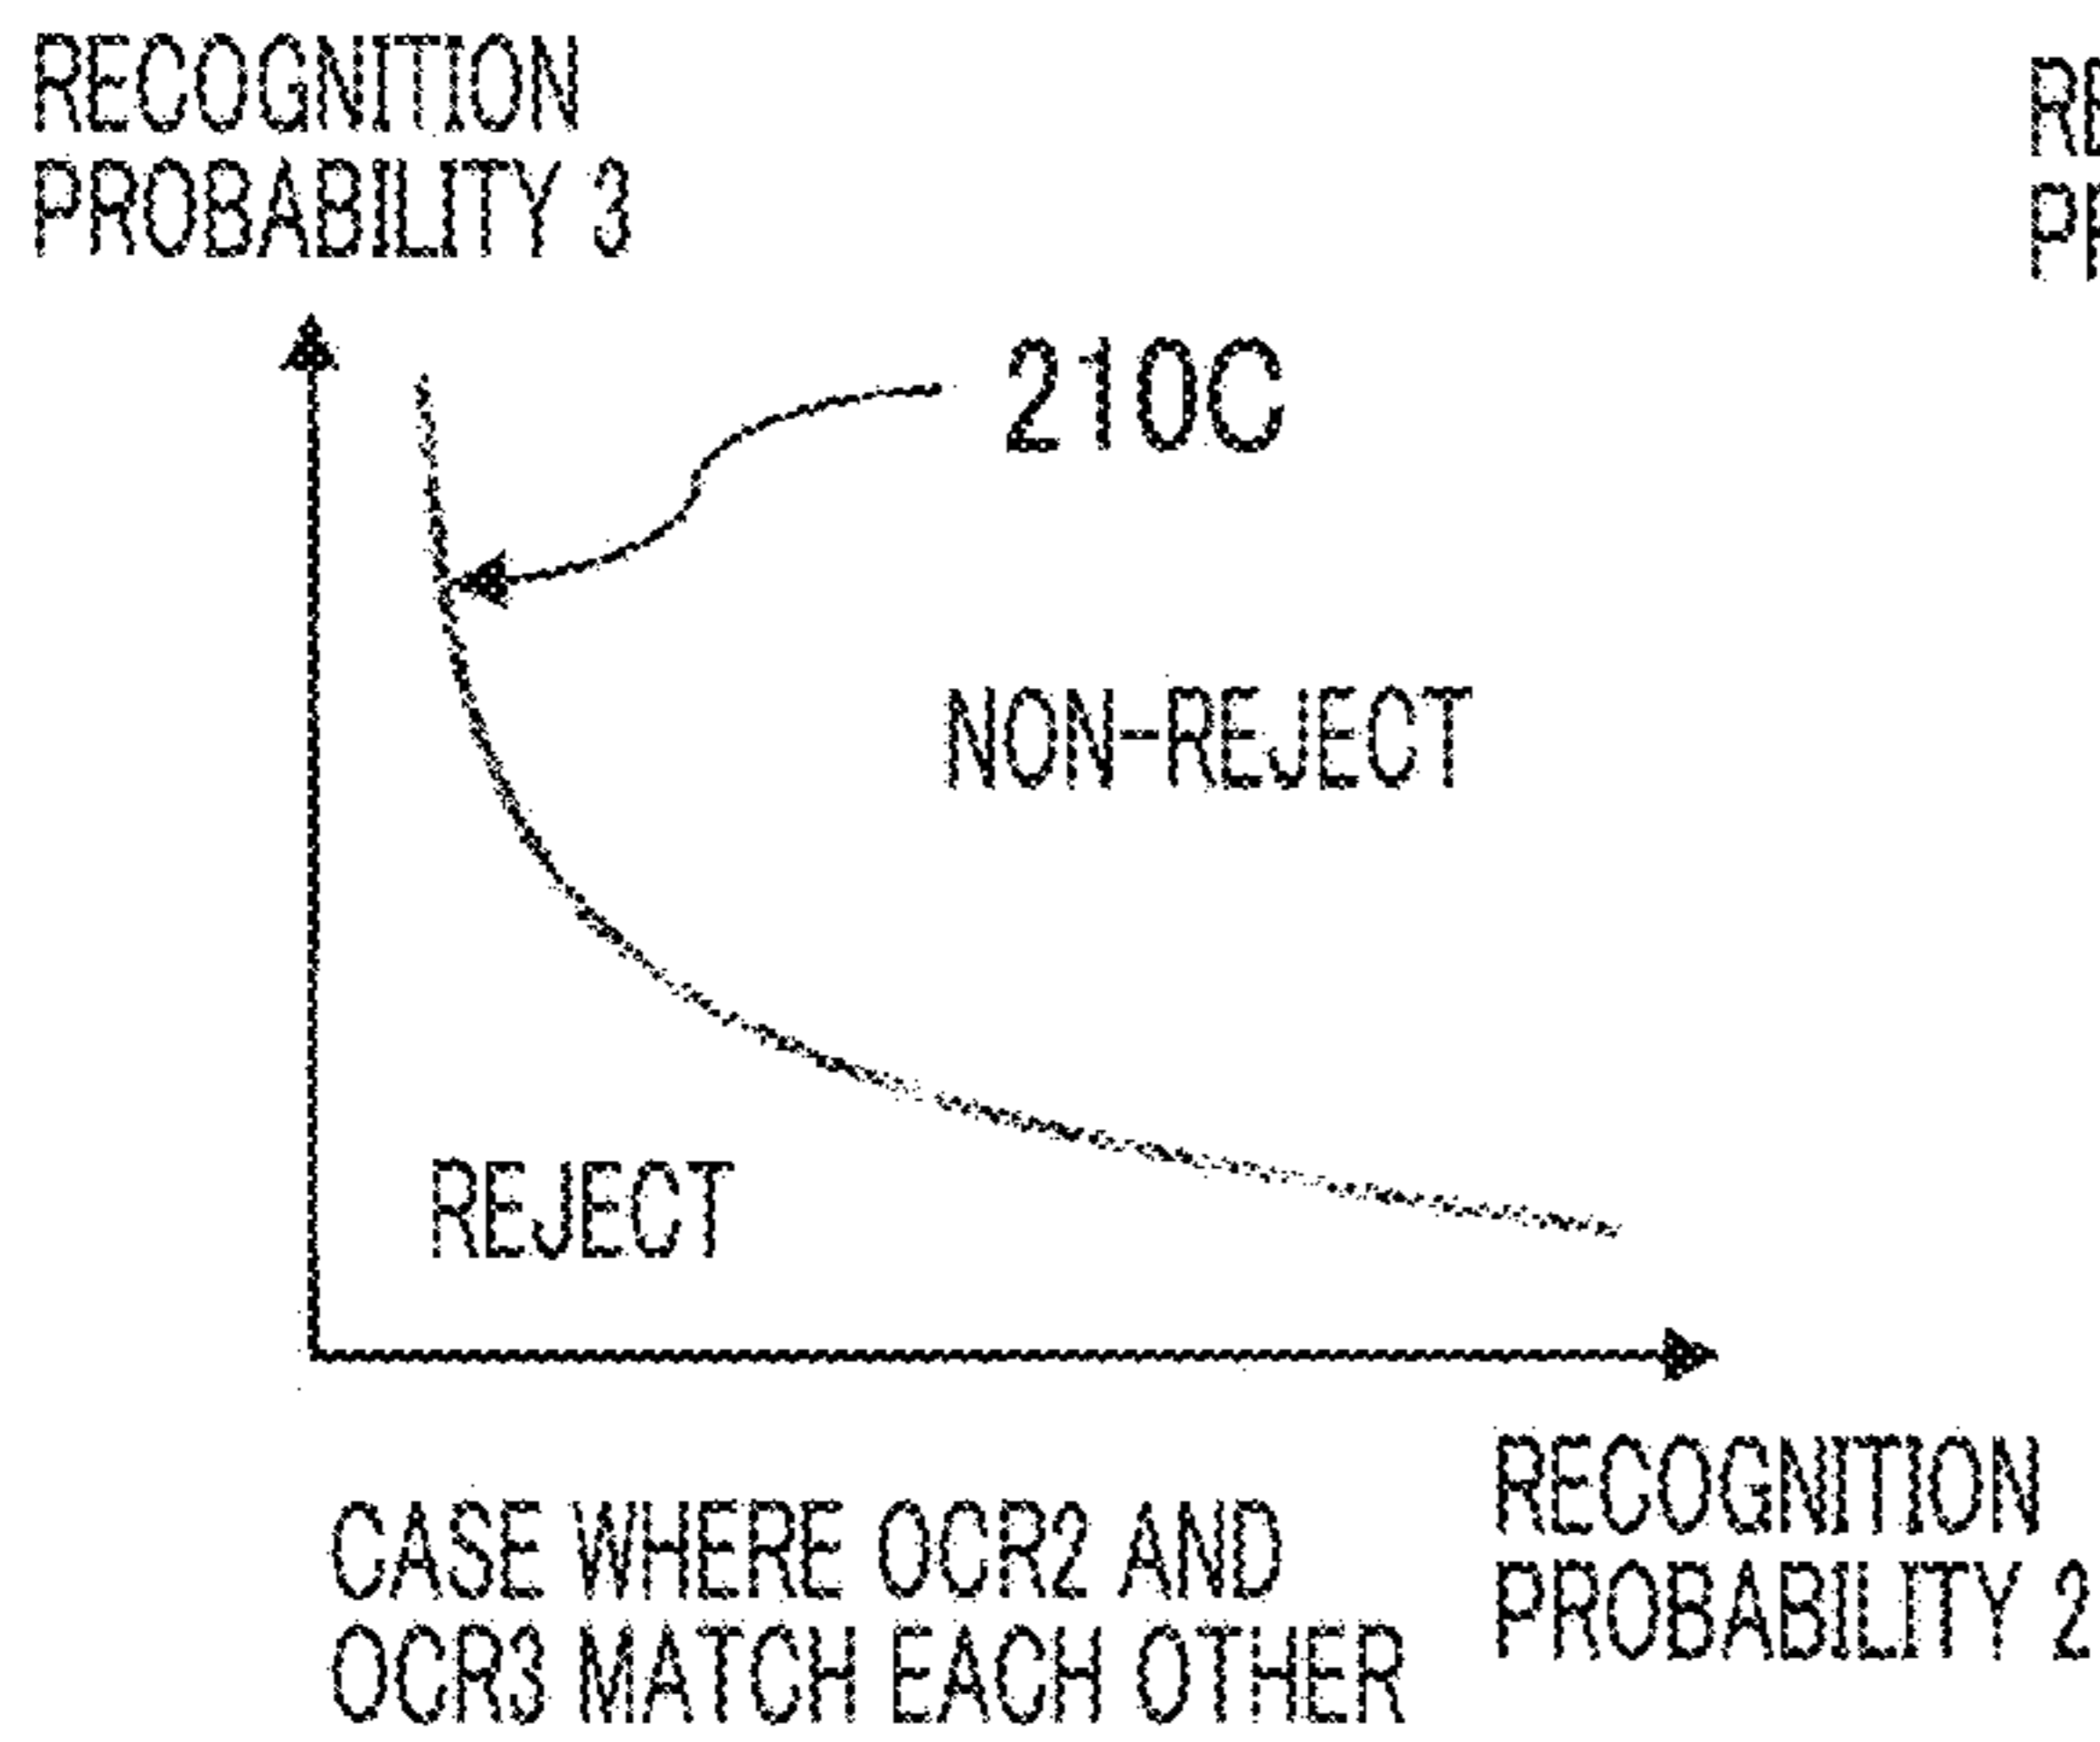 RECOGNITION
PROBABILITY 3
210C
NON-REJECT
REJECT
CASE WHERE OCR2 AND
OCR3 MATCH EACH OTHER
RECOGNITION
PROBABILITY 2